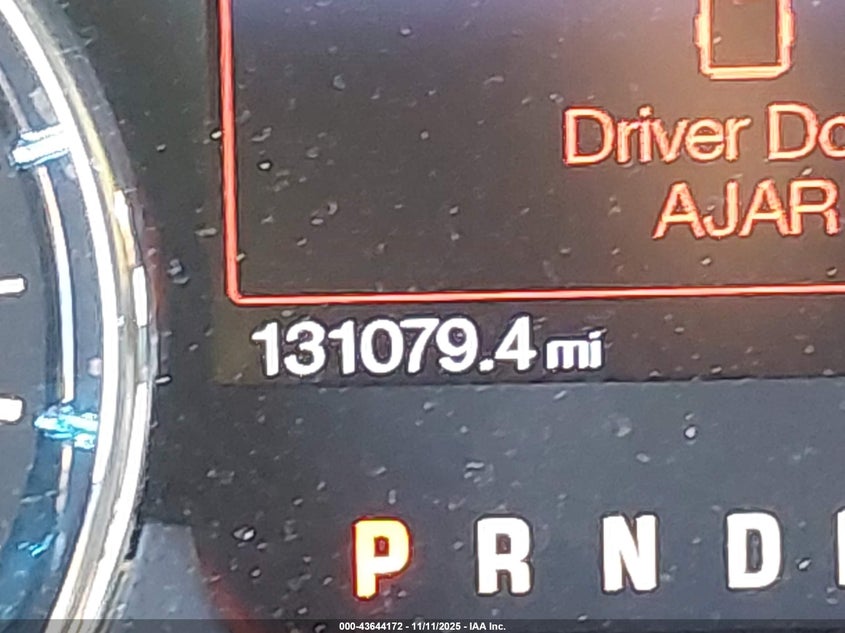 Driver Do
AJAR
131079.4 mi
P R N D
000-43644172 - 11/11/2025 - IAA Inc.